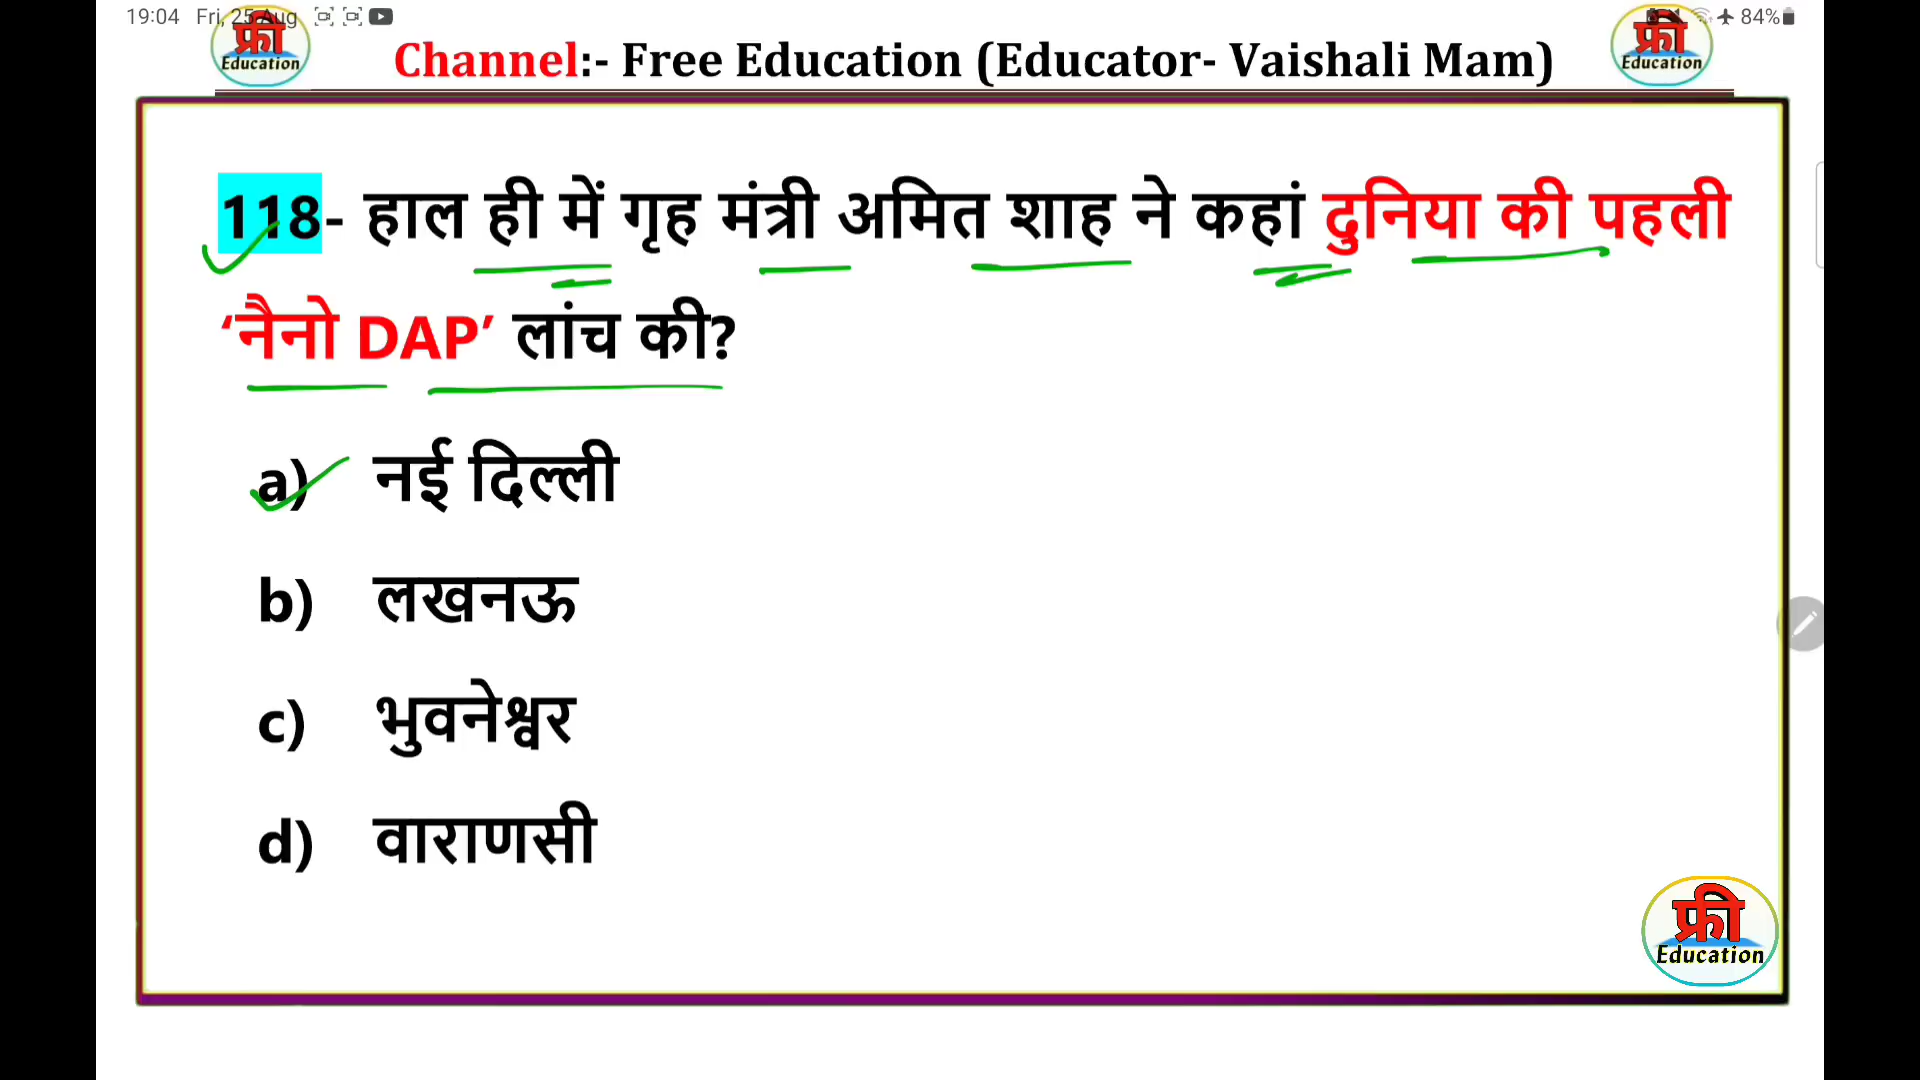 19:04 Fri, 25 Aug 84%
फ्री Education
Channel:- Free Education (Educator- Vaishali Mam)
फ्री Education
118- हाल ही में गृह मंत्री अमित शाह ने कहां दुनिया की पहली
‘नैनो DAP’ लांच की?
a) नई दिल्ली
b) लखनऊ
c) भुवनेश्वर
d) वाराणसी
फ्री
Education